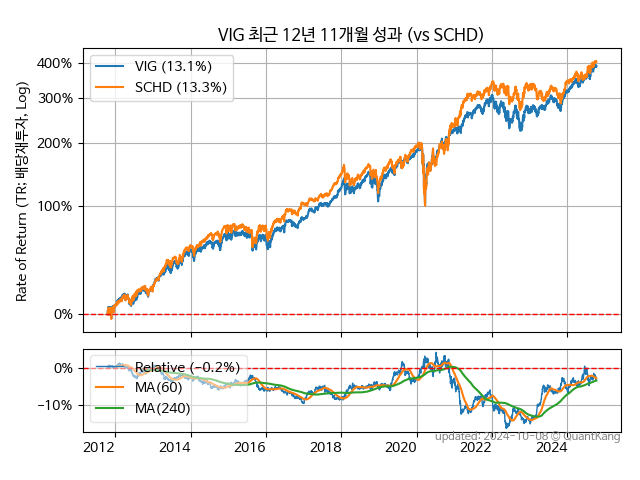 VIG 최근 12년 11개월 성과 (vs SCHD)
Rate of Return (TR: 배당재투자, Log)
400%
300%
200%
100%
0%
VIG (13.1%)
SCHD (13.3%)
0%
-10%
Relative (-0.2%)
MA(60)
MA(240)
2012 2014 2016 2018 2020 2022 2024
updated: 2024-10-08 © QuantKang